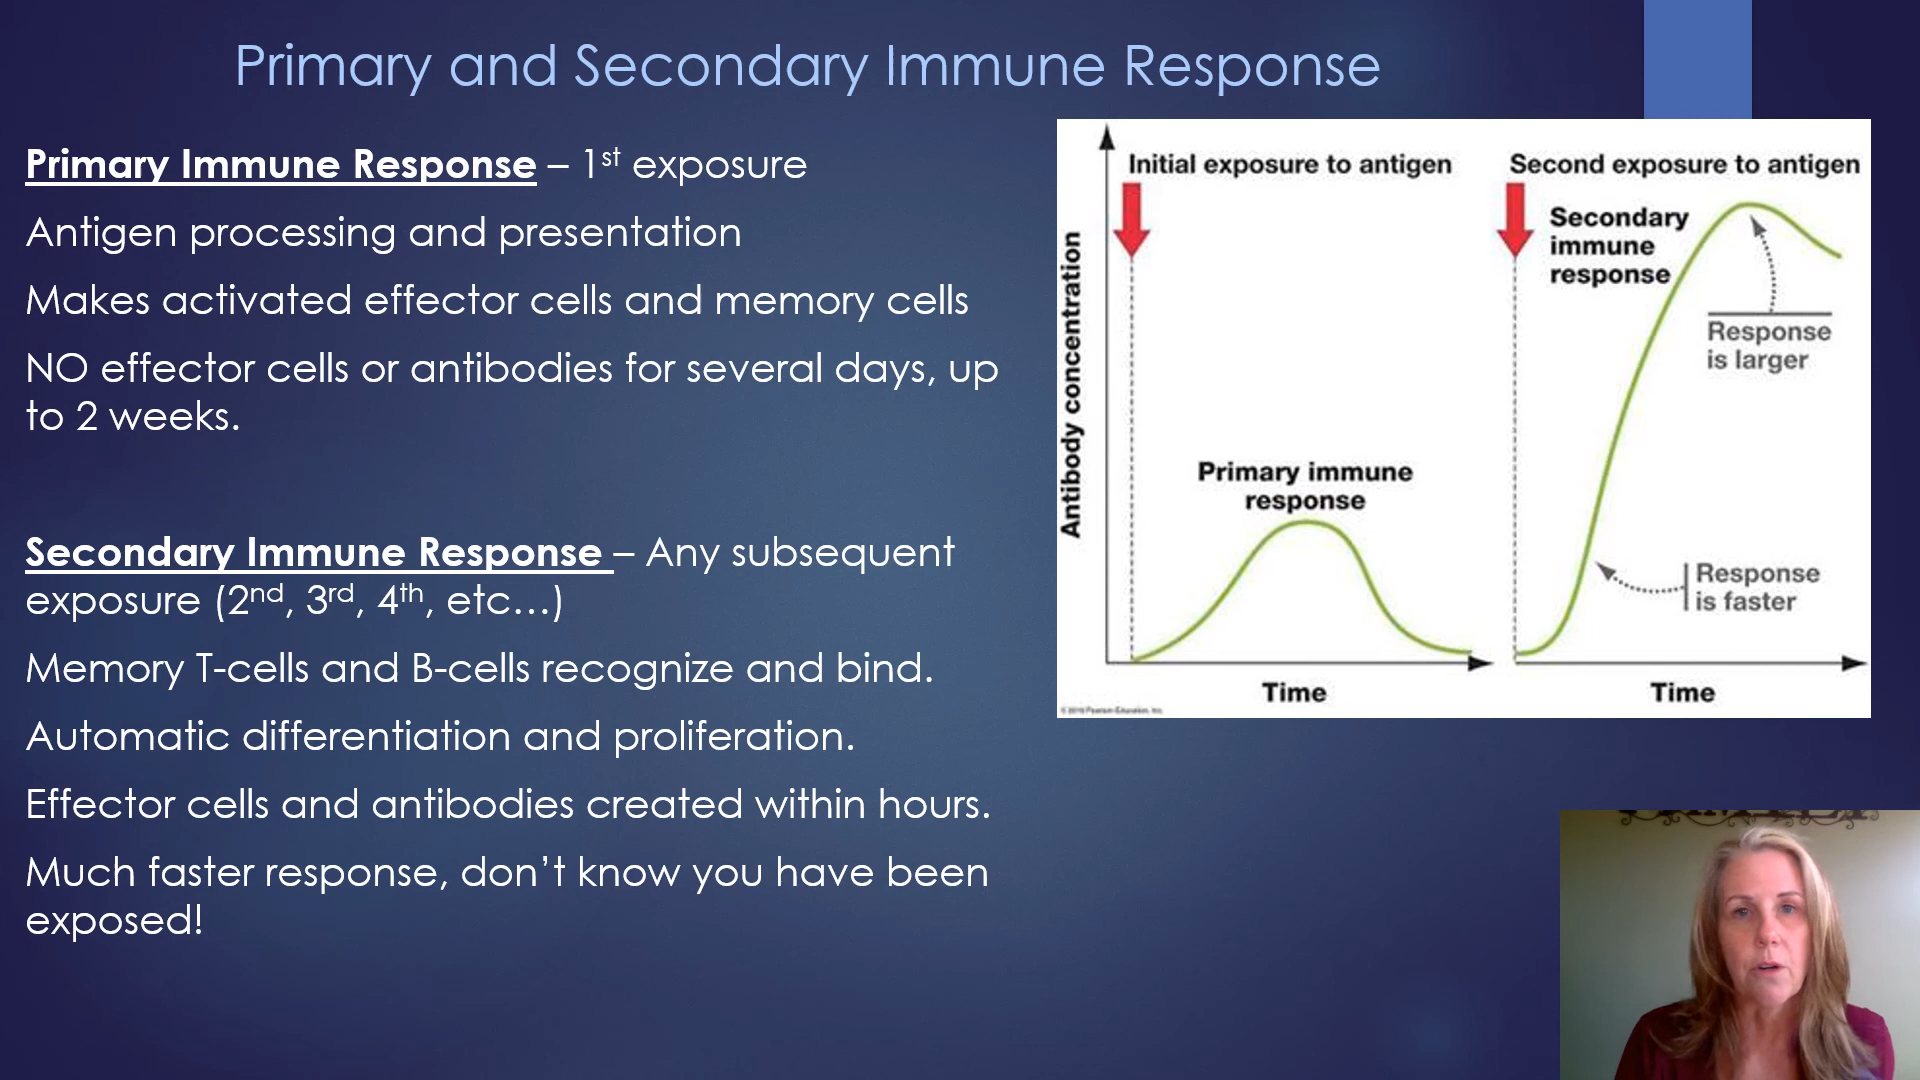 Primary and Secondary Immune Response
Primary Immune Response – 1st exposure
Antigen processing and presentation
Makes activated effector cells and memory cells
NO effector cells or antibodies for several days, up
to 2 weeks.
Secondary Immune Response – Any subsequent
exposure (2nd, 3rd, 4th, etc…)
Memory T-cells and B-cells recognize and bind.
Automatic differentiation and proliferation.
Effector cells and antibodies created within hours.
Much faster response, don’t know you have been
exposed!
Initial exposure to antigen
Second exposure to antigen
Secondary
immune
response
Response
is larger
Antibody concentration
Primary immune
response
Response
is faster
Time
Time
Pearson Education, Inc.